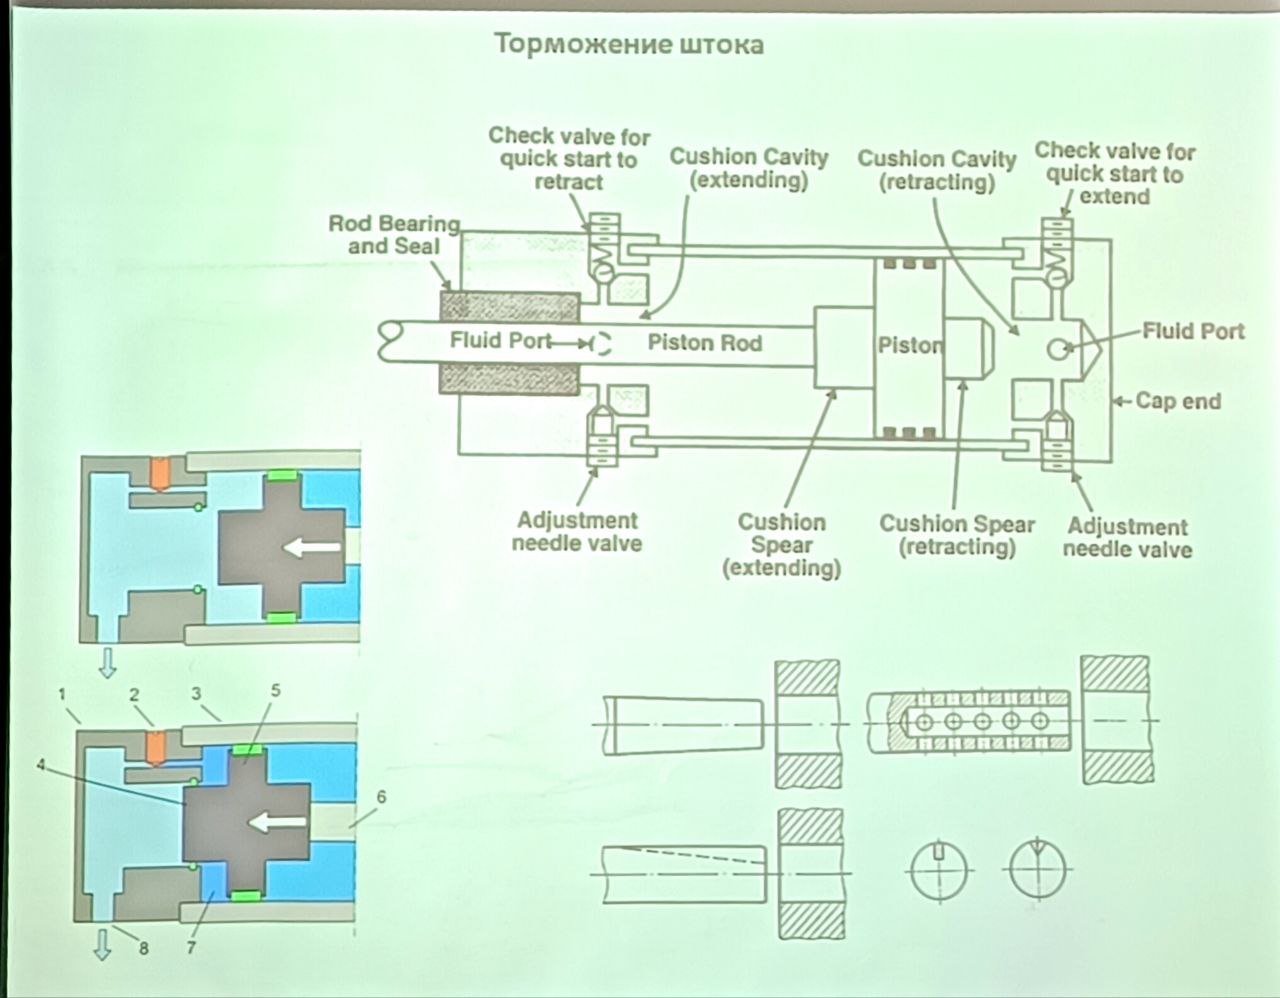 Торможение штока
Check valve for
quick start to
retract
Cushion Cavity
(extending)
Cushion Cavity
(retracting)
Check valve for
quick start to
extend
Rod Bearing
and Seal
Fluid Port
Piston Rod
Piston
Fluid Port
Cap end
Adjustment
needle valve
Cushion
Spear
(extending)
Cushion Spear
(retracting)
Adjustment
needle valve
1
2
3
5
4
6
8
7